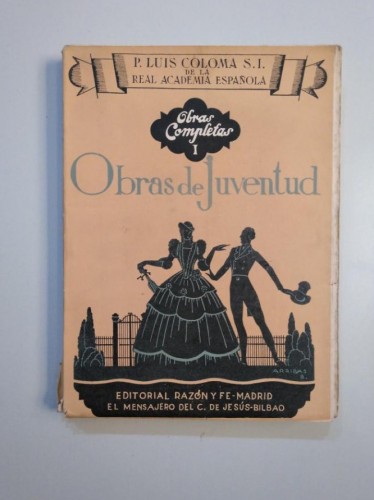 P. LUIS COLOMA S.I.
DE LA
REAL ACADEMIA ESPAÑOLA
Obras
Completas
I
Obras de Juventud
ARRIBAS
EDITORIAL RAZÓN Y FE-MADRID
EL MENSAJERO DEL C. DE JESÚS-BILBAO